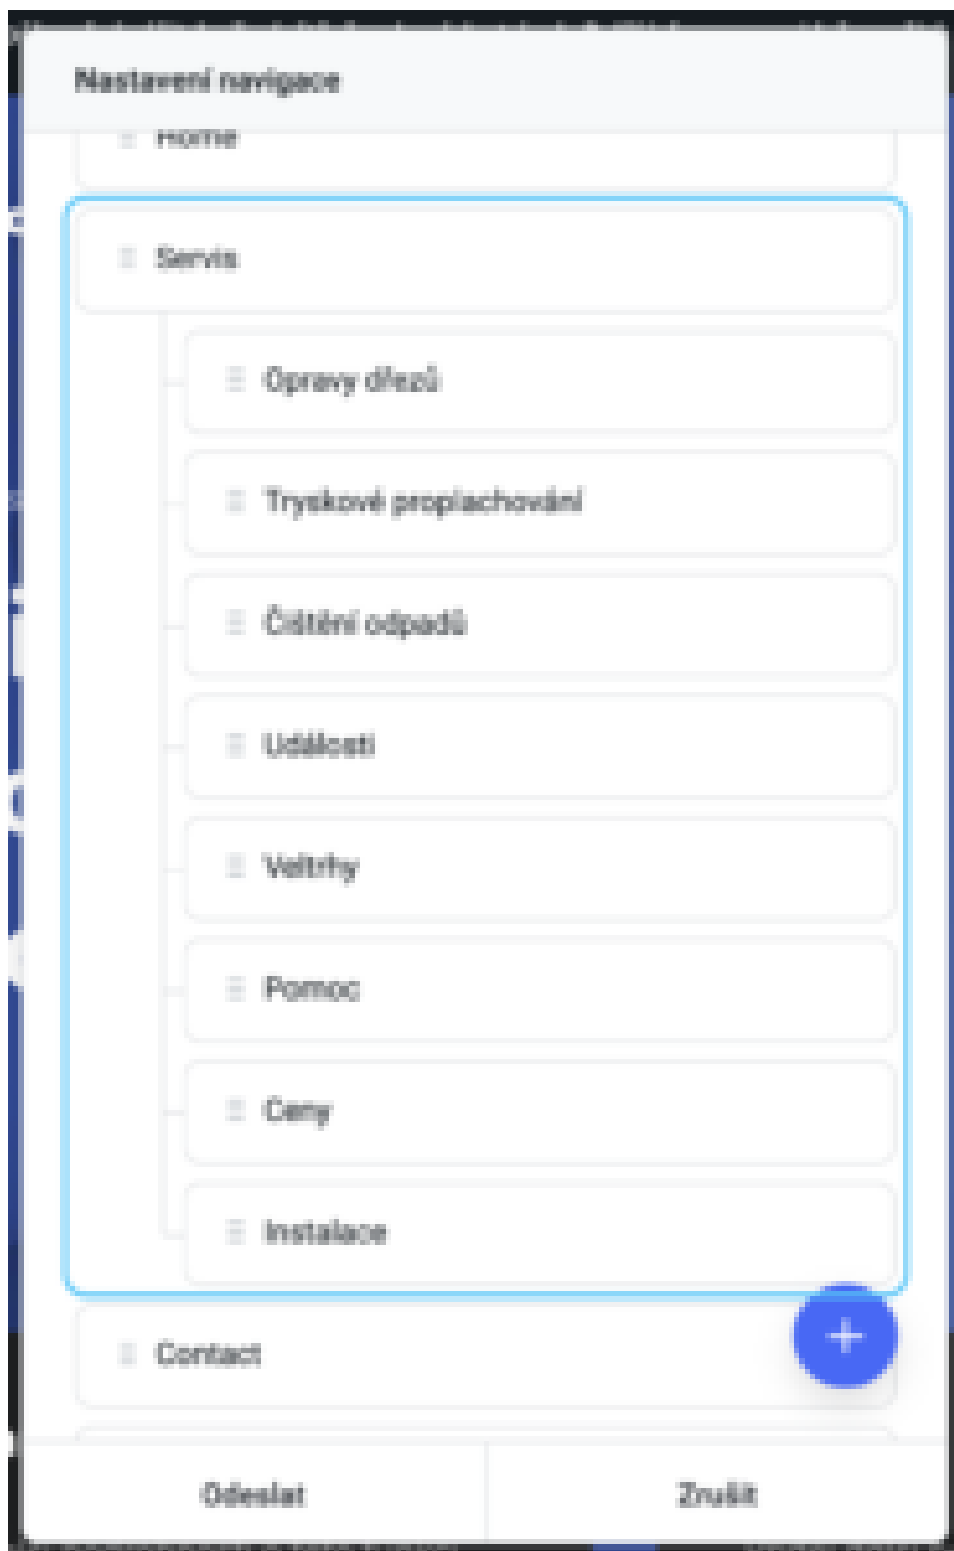 Nastavení navigace
Home
Servis
Opravy dřezů
Tryskové proplachování
Čištění odpadů
Události
Veltrhy
Pomoc
Ceny
Instalace
Contact
Odeslat
Zrušit